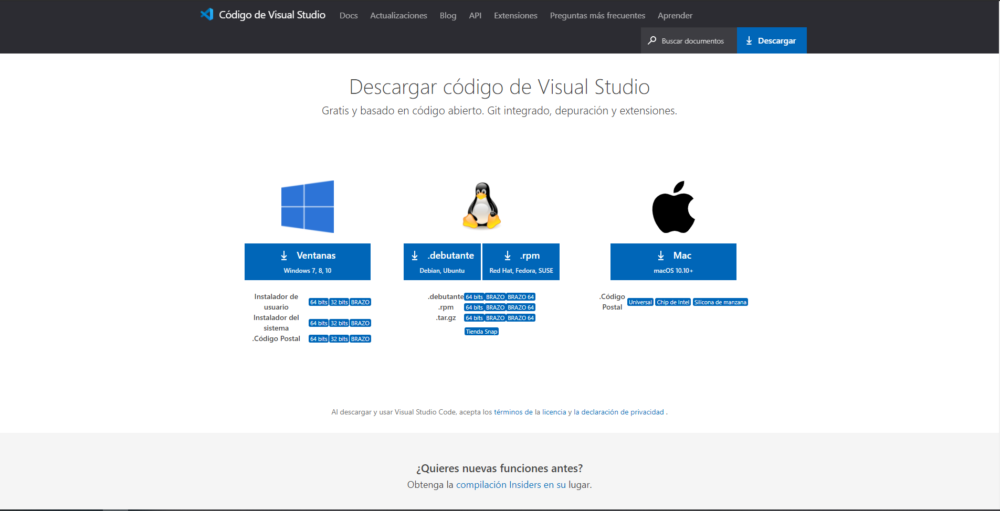 Código de Visual Studio Docs Actualizaciones Blog API Extensiones Preguntas más frecuentes Aprender
Buscar documentos Descargar
Descargar código de Visual Studio
Gratis y basado en código abierto. Git integrado, depuración y extensiones.
Ventanas
Windows 7, 8, 10
Instalador de usuario 64 bits 32 bits BRAZO
Instalador del sistema 64 bits 32 bits BRAZO
.Código Postal 64 bits 32 bits BRAZO
.debutante
Debian, Ubuntu
.rpm
Red Hat, Fedora, SUSE
.debutante 64 bits BRAZO BRAZO 64
.rpm 64 bits BRAZO BRAZO 64
.tar.gz 64 bits BRAZO BRAZO 64
Tienda Snap
Mac
macOS 10.10+
.Código Postal Universal Chip de Intel Silicona de manzana
Al descargar y usar Visual Studio Code, acepta los términos de la licencia y la declaración de privacidad .
¿Quieres nuevas funciones antes?
Obtenga la compilación Insiders en su lugar.